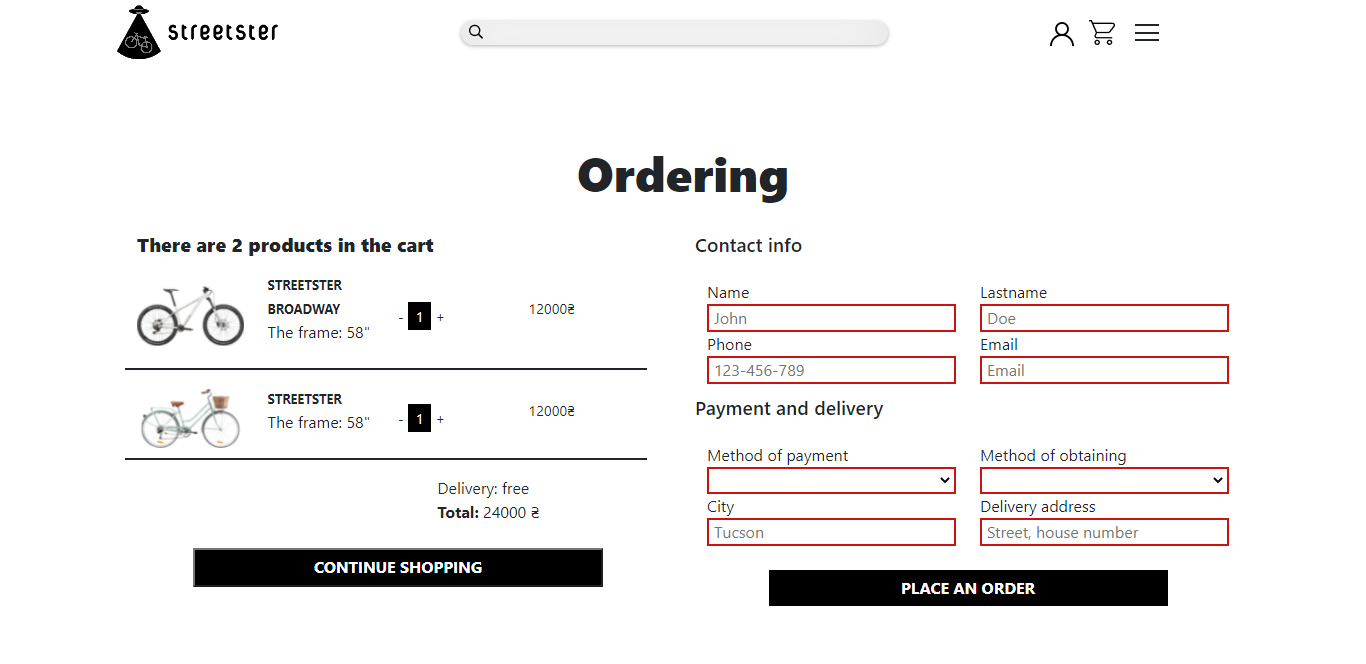 streetster
Ordering
There are 2 products in the cart
STREETSTER
BROADWAY
The frame: 58"
- 1 +
12000₴
STREETSTER
The frame: 58"
- 1 +
12000₴
Delivery: free
Total: 24000 ₴
CONTINUE SHOPPING
Contact info
Name
Lastname
John
Doe
Phone
Email
123-456-789
Email
Payment and delivery
Method of payment
Method of obtaining
City
Delivery address
Tucson
Street, house number
PLACE AN ORDER